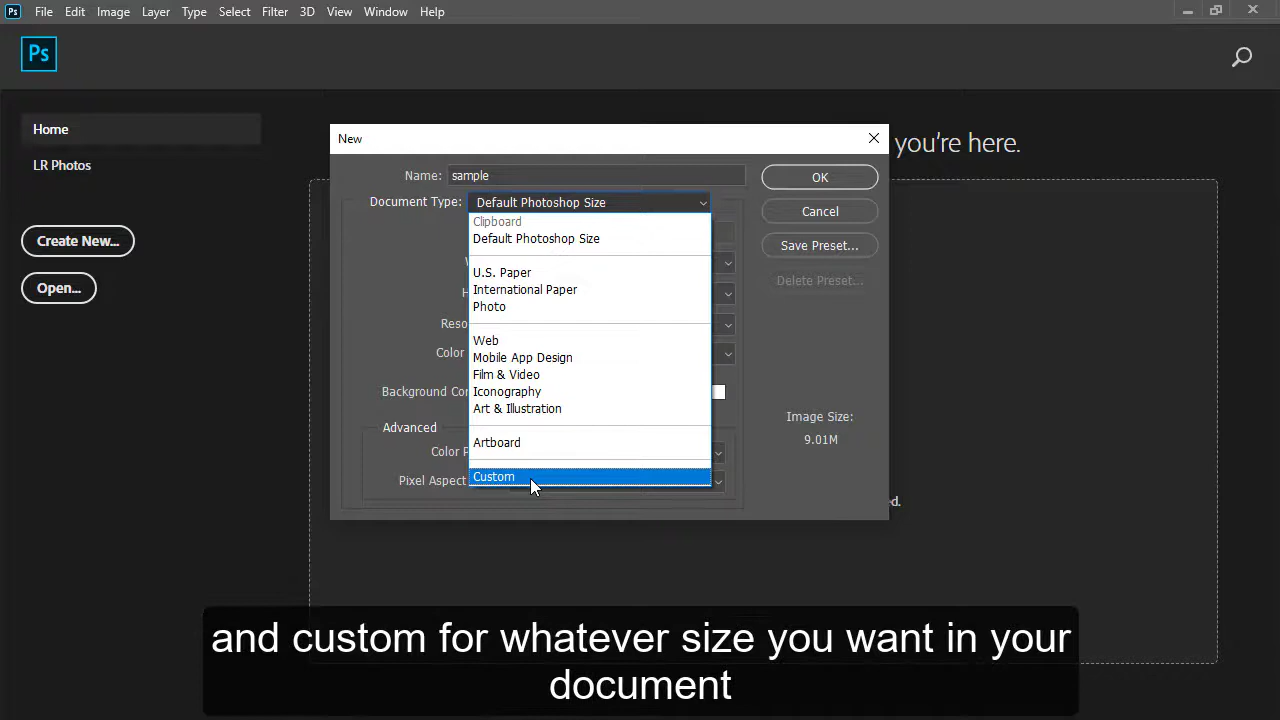 Ps File Edit Image Layer Type Select Filter 3D View Window Help
Ps
Home
LR Photos
Create New...
Open...
you're here.
New
Name: sample
OK
Document Type: Default Photoshop Size
Cancel
Clipboard
Default Photoshop Size
Save Preset...
U.S. Paper
Delete Preset...
International Paper
Photo
Reso
Web
Color
Mobile App Design
Film & Video
Background Co
Iconography
Art & Illustration
Image Size:
9.01M
Advanced
Artboard
Color P
Custom
Pixel Aspect
d.
and custom for whatever size you want in your
document